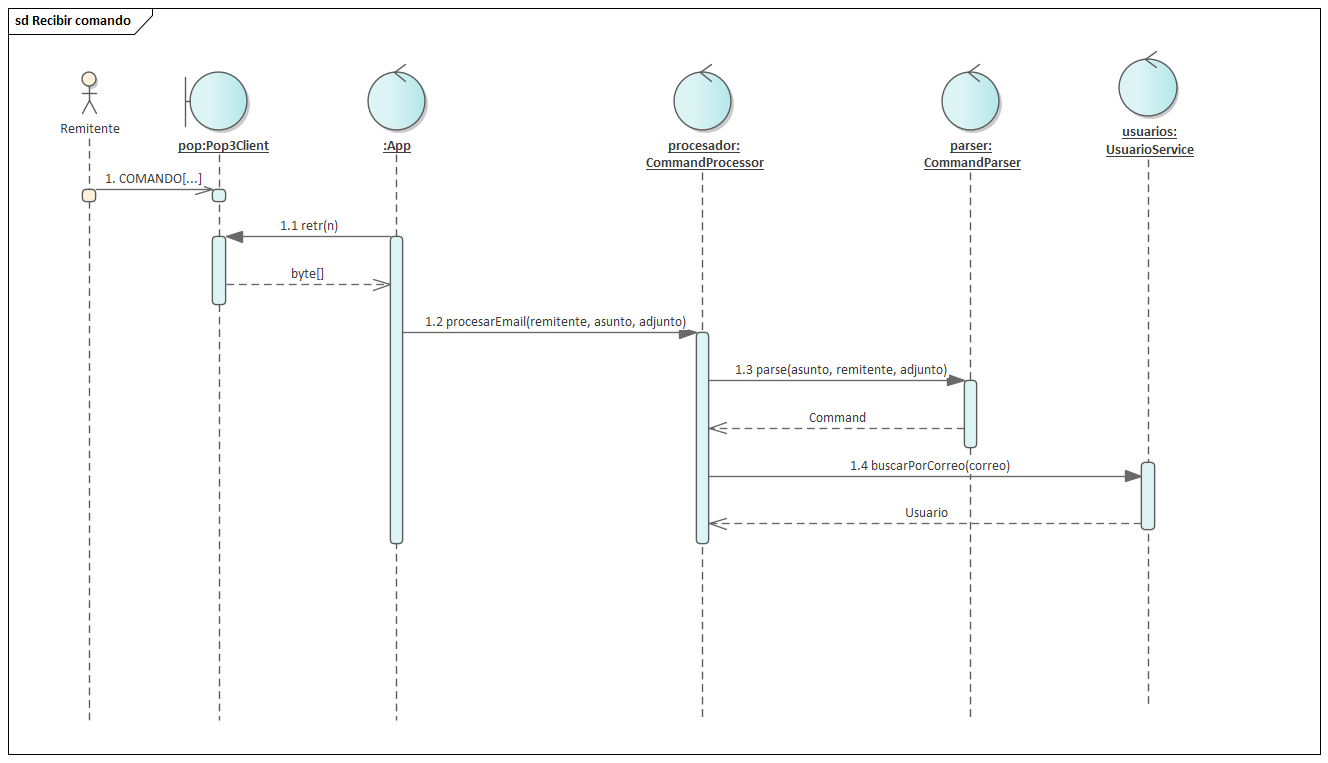 sd Recibir comando
Remitente
pop:Pop3Client
:App
procesador:
CommandProcessor
parser:
CommandParser
usuarios:
UsuarioService
1. COMANDO[...]
1.1 retr(n)
byte[]
1.2 procesarEmail(remitente, asunto, adjunto)
1.3 parse(asunto, remitente, adjunto)
Command
1.4 buscarPorCorreo(correo)
Usuario